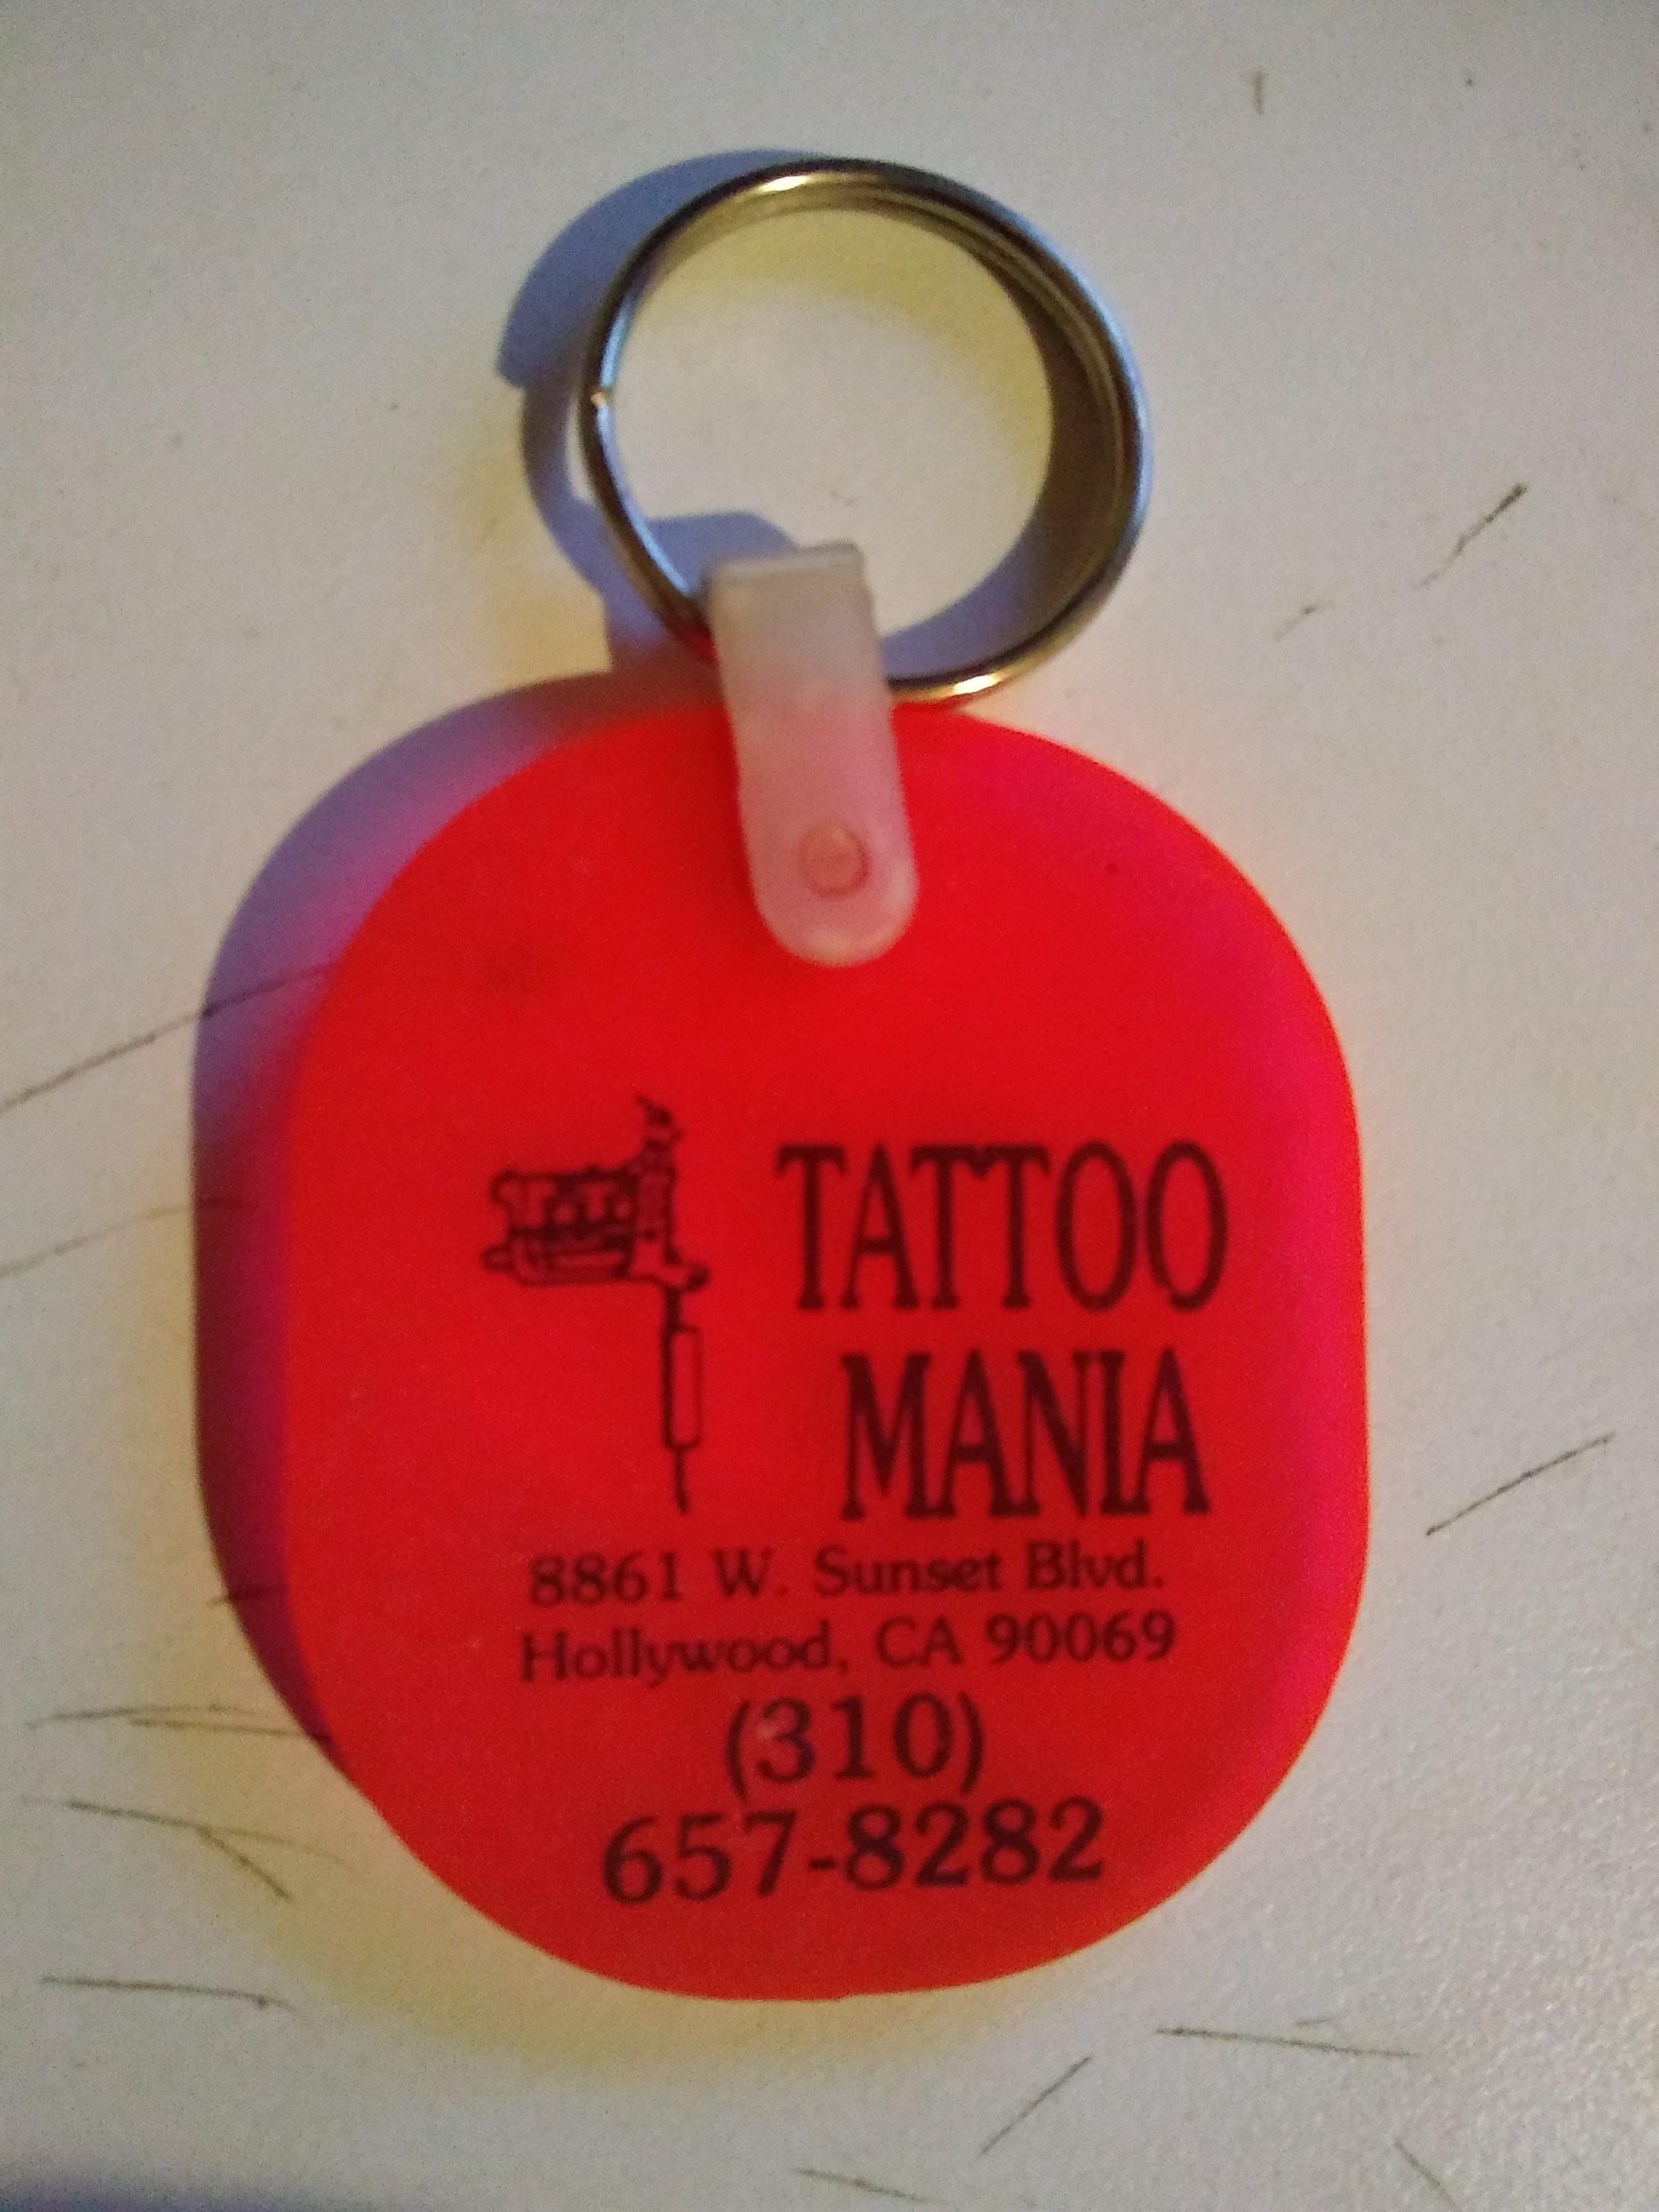 TATTOO
MANIA
8861 W. Sunset Blvd.
Hollywood, CA 90069
(310)
657-8282